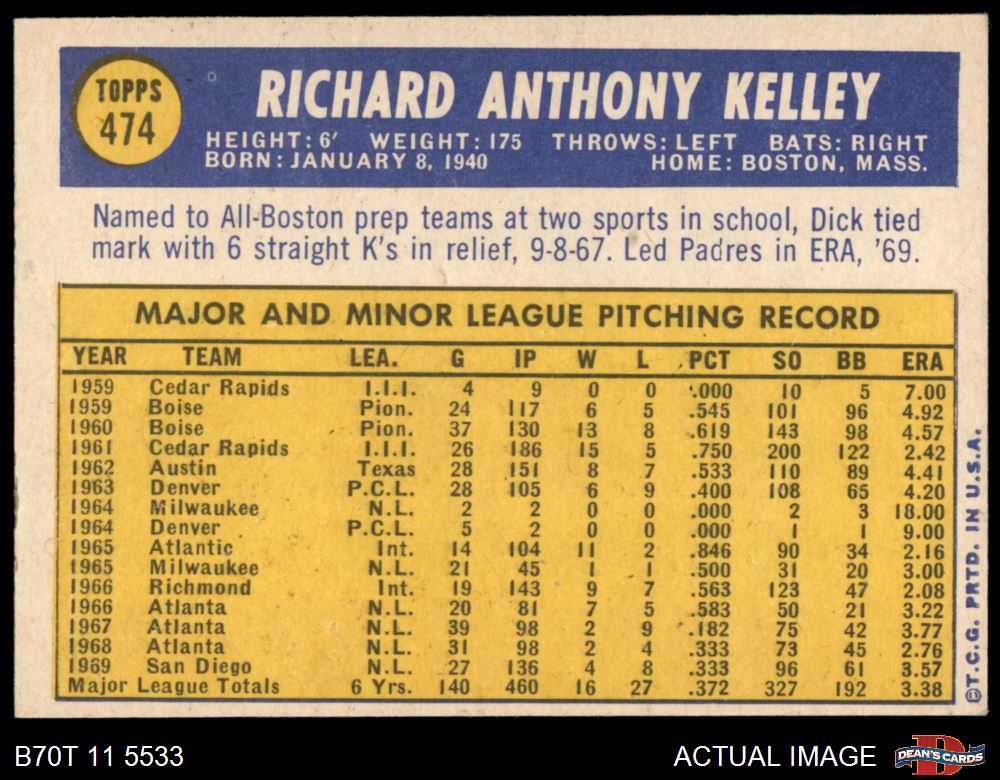 TOPPS
474
RICHARD ANTHONY KELLEY
HEIGHT: 6' WEIGHT: 175 THROWS: LEFT BATS: RIGHT
BORN: JANUARY 8, 1940 HOME: BOSTON, MASS.
Named to All-Boston prep teams at two sports in school, Dick tied
mark with 6 straight K's in relief, 9-8-67. Led Padres in ERA, '69.
MAJOR AND MINOR LEAGUE PITCHING RECORD
YEAR TEAM LEA. G IP W L PCT SO BB ERA
1959 Cedar Rapids I.I.I. 4 9 0 0 .000 10 5 7.00
1959 Boise Pion. 24 117 6 5 .545 101 96 4.92
1960 Boise Pion. 37 130 13 8 .619 143 98 4.57
1961 Cedar Rapids I.I.I. 26 186 15 5 .750 200 122 2.42
1962 Austin Texas 28 151 8 7 .533 110 89 4.41
1963 Denver P.C.L. 28 105 6 9 .400 108 65 4.20
1964 Milwaukee N.L. 2 2 0 0 .000 2 3 18.00
1964 Denver P.C.L. 5 2 0 0 .000 1 1 9.00
1965 Atlantic Int. 14 104 11 2 .846 90 34 2.16
1965 Milwaukee N.L. 21 45 1 1 .500 31 20 3.00
1966 Richmond Int. 19 143 9 7 .563 123 47 2.08
1966 Atlanta N.L. 20 81 7 5 .583 50 21 3.22
1967 Atlanta N.L. 39 98 2 9 .182 75 42 3.77
1968 Atlanta N.L. 31 98 2 4 .333 73 45 2.76
1969 San Diego N.L. 27 136 4 8 .333 96 61 3.57
Major League Totals 6 Yrs. 140 460 16 27 .372 327 192 3.38
©T.C.G. PRTD. IN U.S.A.
B70T 11 5533 ACTUAL IMAGE DEAN'S CARDS